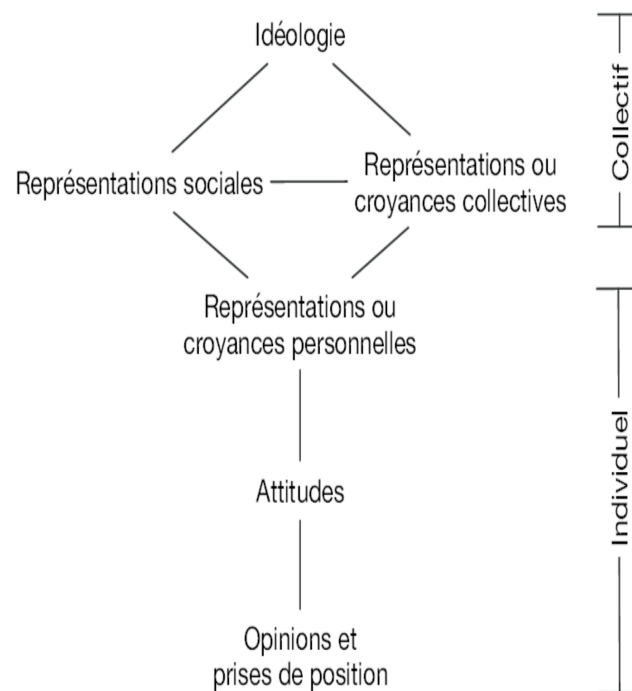 Idéologie
Collectif
Représentations sociales
Représentations ou
croyances collectives
Représentations ou
croyances personnelles
Individuel
Attitudes
Opinions et
prises de position